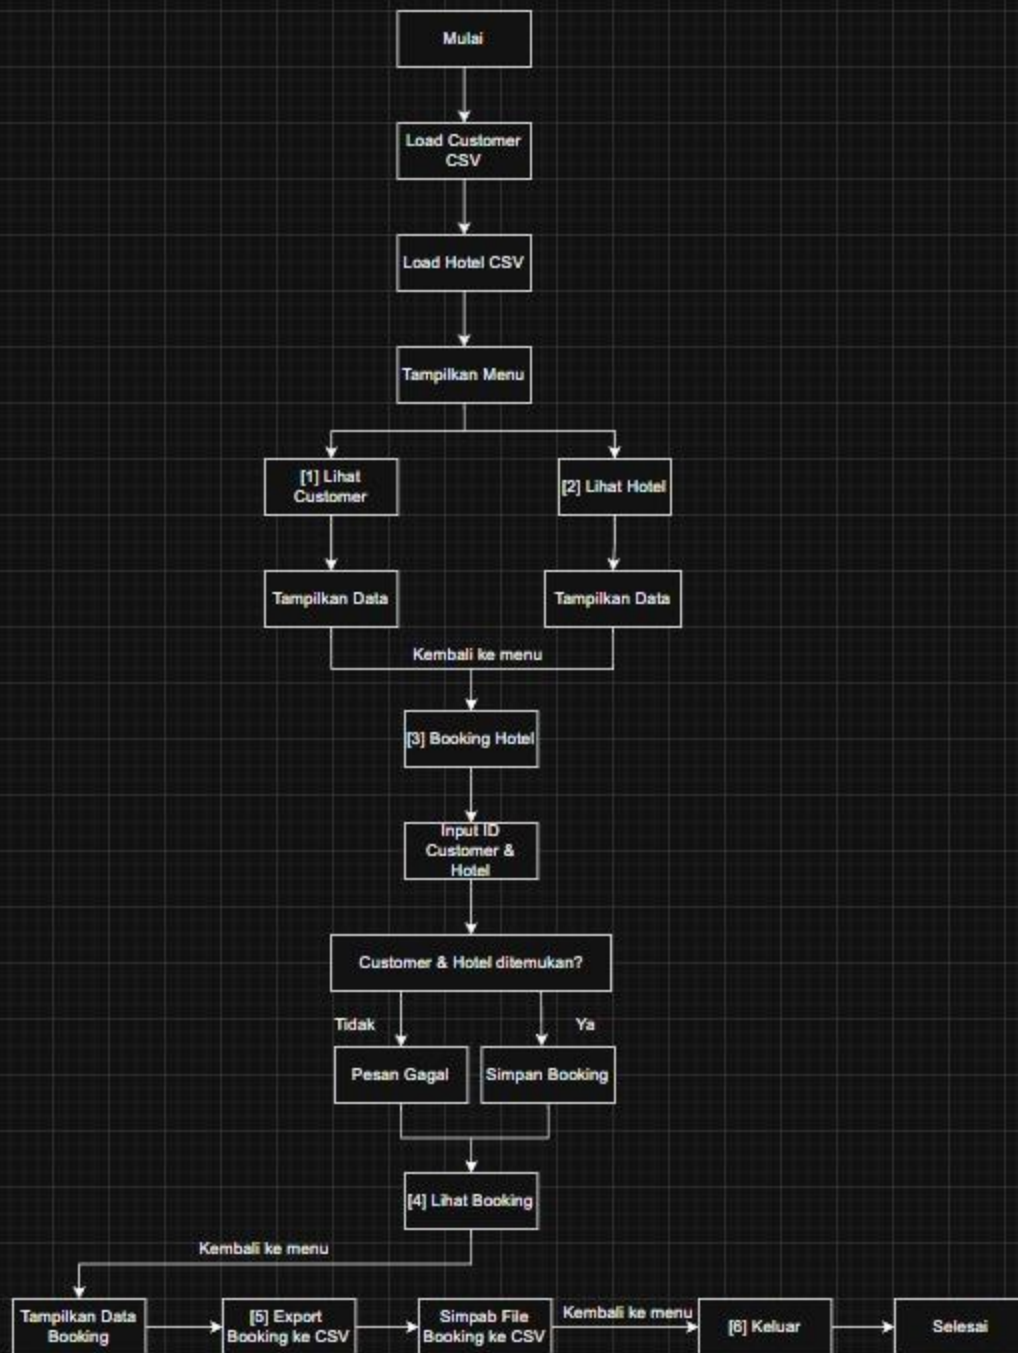 Mulai
Load Customer
CSV
Load Hotel CSV
Tampilkan Menu
[1] Lihat
Customer
[2] Lihat Hotel
Tampilkan Data
Tampilkan Data
Kembali ke menu
[3] Booking Hotel
Input ID
Customer &
Hotel
Customer & Hotel ditemukan?
Tidak
Ya
Pesan Gagal
Simpan Booking
[4] Lihat Booking
Kembali ke menu
Tampilkan Data
Booking
[5] Export
Booking ke CSV
Simpab File
Booking ke CSV
Kembali ke menu
[6] Keluar
Selesai